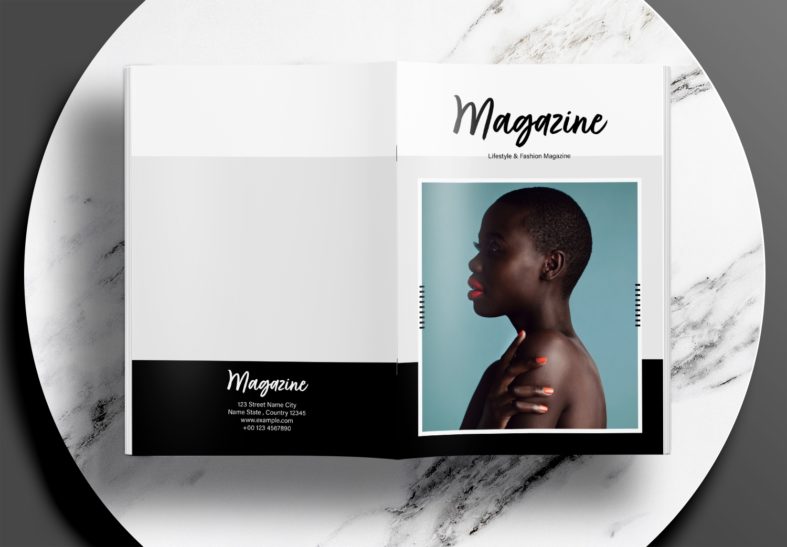 Magazine
Lifestyle & Fashion Magazine
Magazine
123 Street Name City
Name State , Country 12345
www.example.com
+00 123 4567890